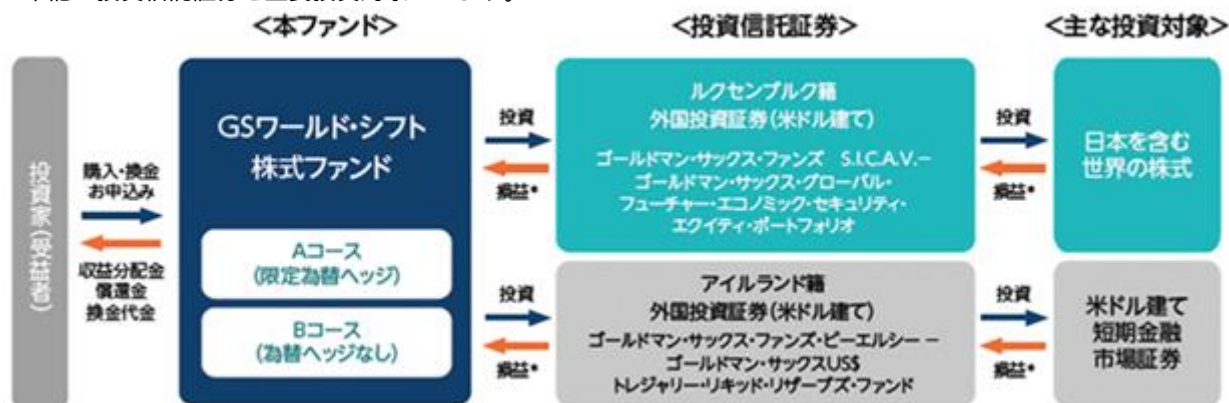 <本ファンド>
<投資信託証券>
<主な投資対象>
投資家(受益者)
購入・換金
お申込み
収益分配金
償還金
換金代金
GSワールド・シフト
株式ファンド
Aコース
(限定為替ヘッジ)
Bコース
(為替ヘッジなし)
投資
損益*
投資
損益*
ルクセンブルク籍
外国投資証券(米ドル建て)
ゴールドマン・サックス・ファンズ S.I.C.A.V.−
ゴールドマン・サックス・グローバル・
フューチャー・エコノミック・セキュリティ・
エクイティ・ポートフォリオ
アイルランド籍
外国投資証券(米ドル建て)
ゴールドマン・サックス・ファンズ・ピーエルシー −
ゴールドマン・サックスUS$
トレジャリー・リキッド・リザーブズ・ファンド
投資
損益*
投資
損益*
日本を含む
世界の株式
米ドル建て
短期金融
市場証券